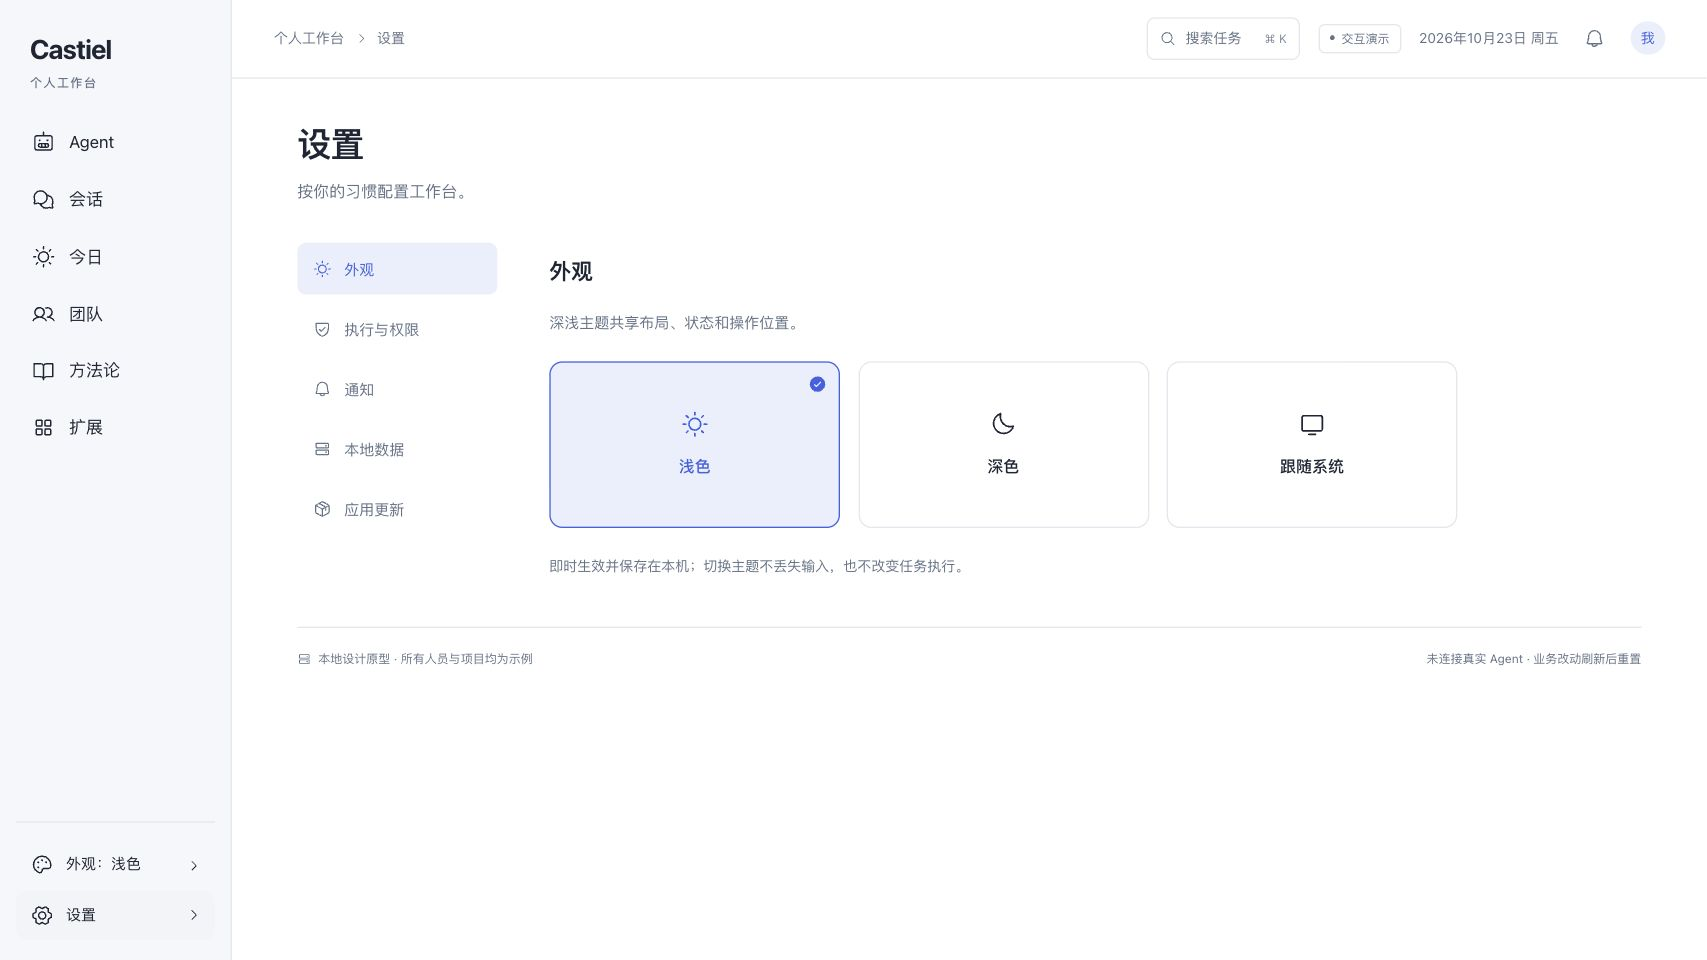 Castiel
个人工作台
Agent
会话
今日
团队
方法论
扩展
外观：浅色
设置
个人工作台 > 设置
搜索任务 ⌘ K
• 交互演示
2026年10月23日 周五
我
设置
按你的习惯配置工作台。
外观
执行与权限
通知
本地数据
应用更新
外观
深浅主题共享布局、状态和操作位置。
浅色
深色
跟随系统
即时生效并保存在本机；切换主题不丢失输入，也不改变任务执行。
本地设计原型 · 所有人员与项目均为示例
未连接真实 Agent · 业务改动刷新后重置